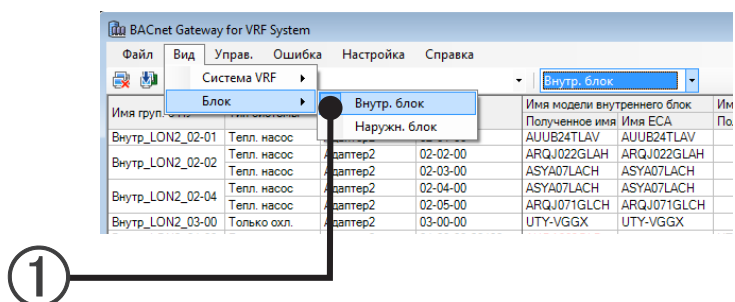 BACnet Gateway for VRF System
Файл Вид Управ. Ошибка Настройка Справка
Система VRF Внутр. блок
Блок
Внутр. блок
Наружн. блок
Имя груп. Имя модели внутреннего блок
Полученное имя Имя ECA
Внутр_LON2_02-01 Тепл. насос AUUB24TLAV AUUB24TLAV
Внутр_LON2_02-02 Тепл. насос Адаптер2 02-02-00 ARQJ022GLAH ARQJ022GLAH
Тепл. насос Адаптер2 02-03-00 ASYA07LACH ASYA07LACH
Внутр_LON2_02-04 Тепл. насос Адаптер2 02-04-00 ASYA07LACH ASYA07LACH
Тепл. насос Адаптер2 02-05-00 ARQJ071GLCH ARQJ071GLCH
Внутр_LON2_03-00 Только охл. Адаптер2 03-00-00 UTY-VGGX UTY-VGGX
1